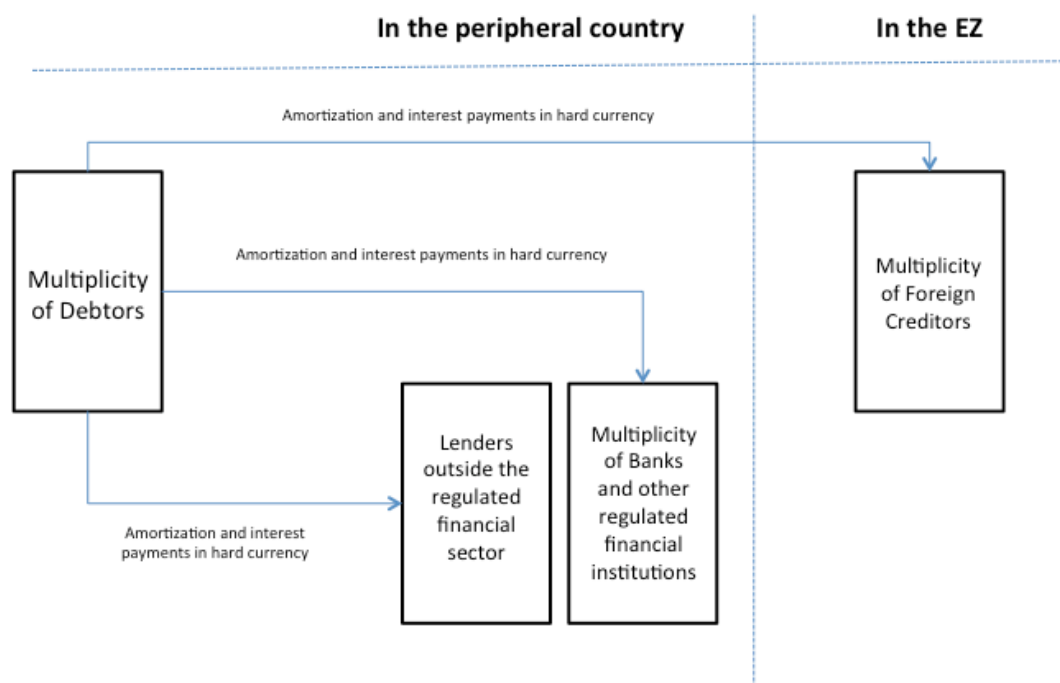 In the peripheral country
In the EZ
Amortization and interest payments in hard currency
Multiplicity
of Debtors
Amortization and interest payments in hard currency
Multiplicity
of Foreign
Creditors
Lenders
outside the
regulated
financial
sector
Multiplicity
of Banks
and other
regulated
financial
institutions
Amortization and interest
payments in hard currency